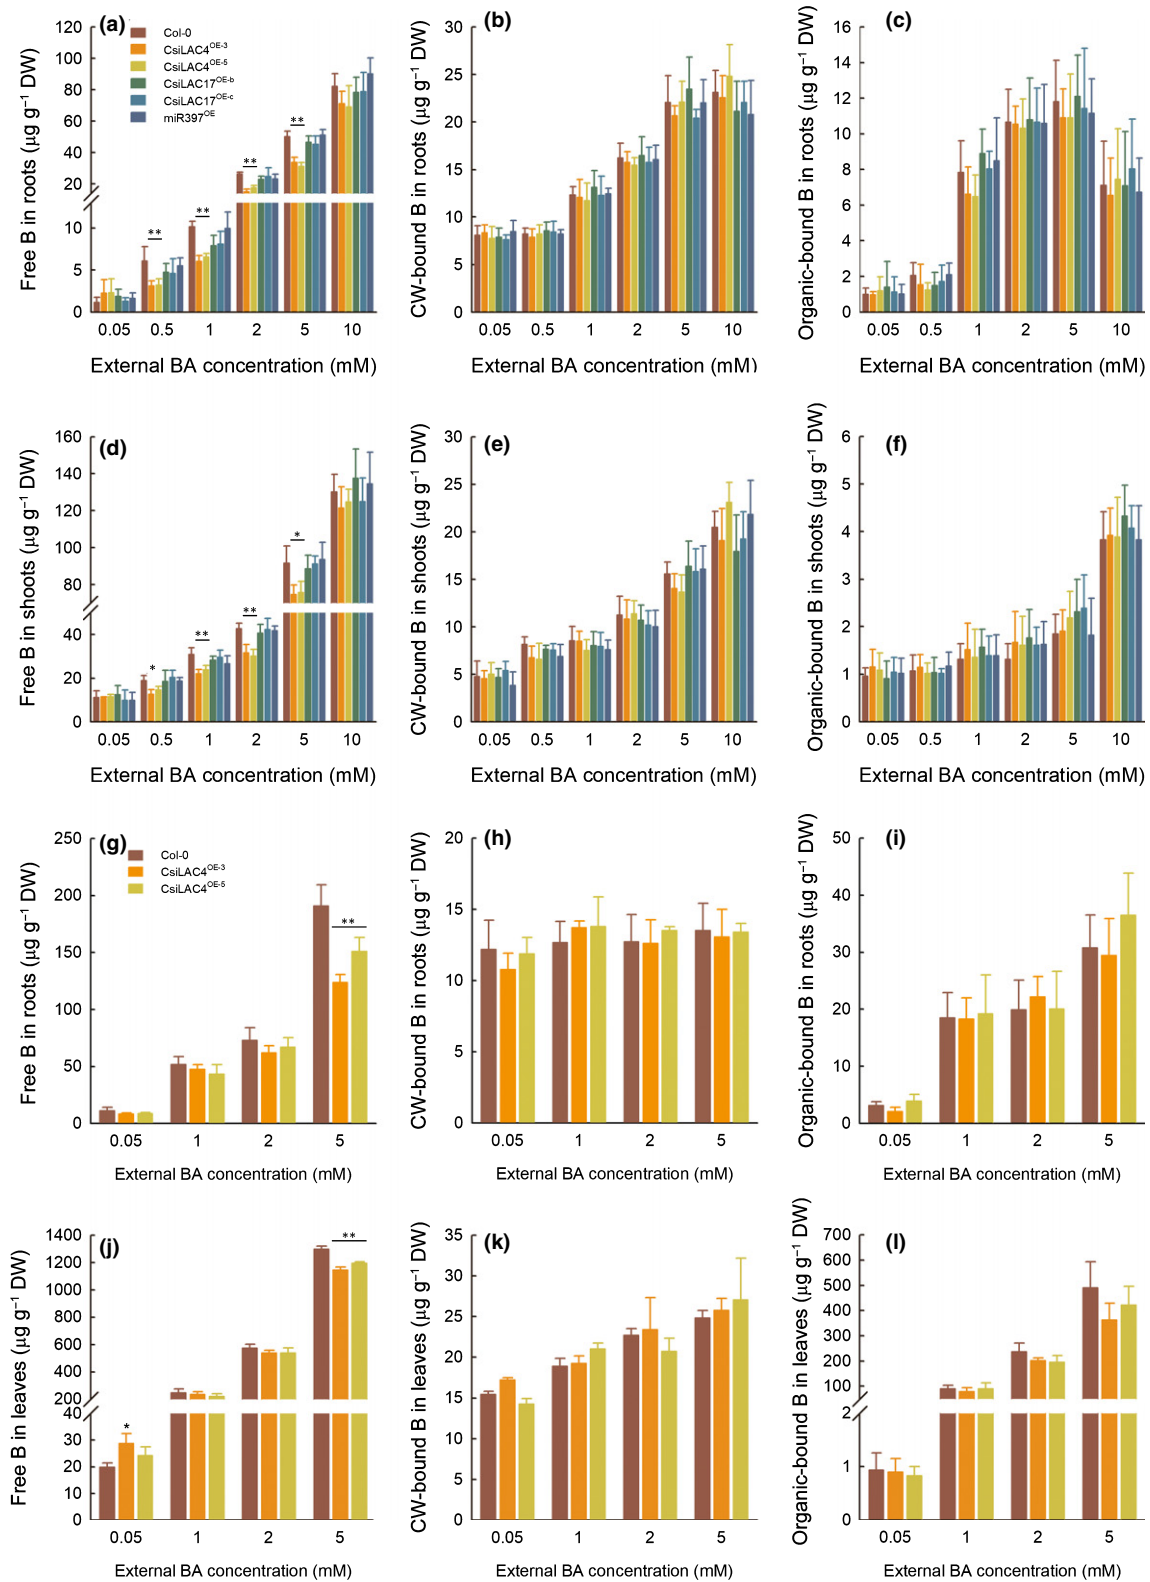 (a)
Free B in roots (µg g⁻¹ DW)
120
100
80
60
40
20
10
5
0
Col-0
CsiLAC4^OE-3
CsiLAC4^OE-5
CsiLAC17^OE-b
CsiLAC17^OE-c
miR397^OE
** ** ** **
0.05 0.5 1 2 5 10
External BA concentration (mM)
(b)
CW-bound B in roots (µg g⁻¹ DW)
30
25
20
15
10
5
0
0.05 0.5 1 2 5 10
External BA concentration (mM)
(c)
Organic-bound B in roots (µg g⁻¹ DW)
16
14
12
10
8
6
4
2
0
0.05 0.5 1 2 5 10
External BA concentration (mM)
(d)
Free B in shoots (µg g⁻¹ DW)
160
140
120
100
80
60
40
20
0
* ** ** *
0.05 0.5 1 2 5 10
External BA concentration (mM)
(e)
CW-bound B in shoots (µg g⁻¹ DW)
30
25
20
15
10
5
0
0.05 0.5 1 2 5 10
External BA concentration (mM)
(f)
Organic-bound B in shoots (µg g⁻¹ DW)
6
5
4
3
2
1
0
0.05 0.5 1 2 5 10
External BA concentration (mM)
(g)
Free B in roots (µg g⁻¹ DW)
250
200
150
100
50
0
Col-0
CsiLAC4^OE-3
CsiLAC4^OE-5
**
0.05 1 2 5
External BA concentration (mM)
(h)
CW-bound B in roots (µg g⁻¹ DW)
20
15
10
5
0
0.05 1 2 5
External BA concentration (mM)
(i)
Organic-bound B in roots (µg g⁻¹ DW)
50
40
30
20
10
0
0.05 1 2 5
External BA concentration (mM)
(j)
Free B in leaves (µg g⁻¹ DW)
1400
1200
1000
800
600
400
200
40
30
20
10
0
* **
0.05 1 2 5
External BA concentration (mM)
(k)
CW-bound B in leaves (µg g⁻¹ DW)
35
30
25
20
15
10
5
0
0.05 1 2 5
External BA concentration (mM)
(l)
Organic-bound B in leaves (µg g⁻¹ DW)
700
600
500
400
300
200
100
2
1
0
0.05 1 2 5
External BA concentration (mM)